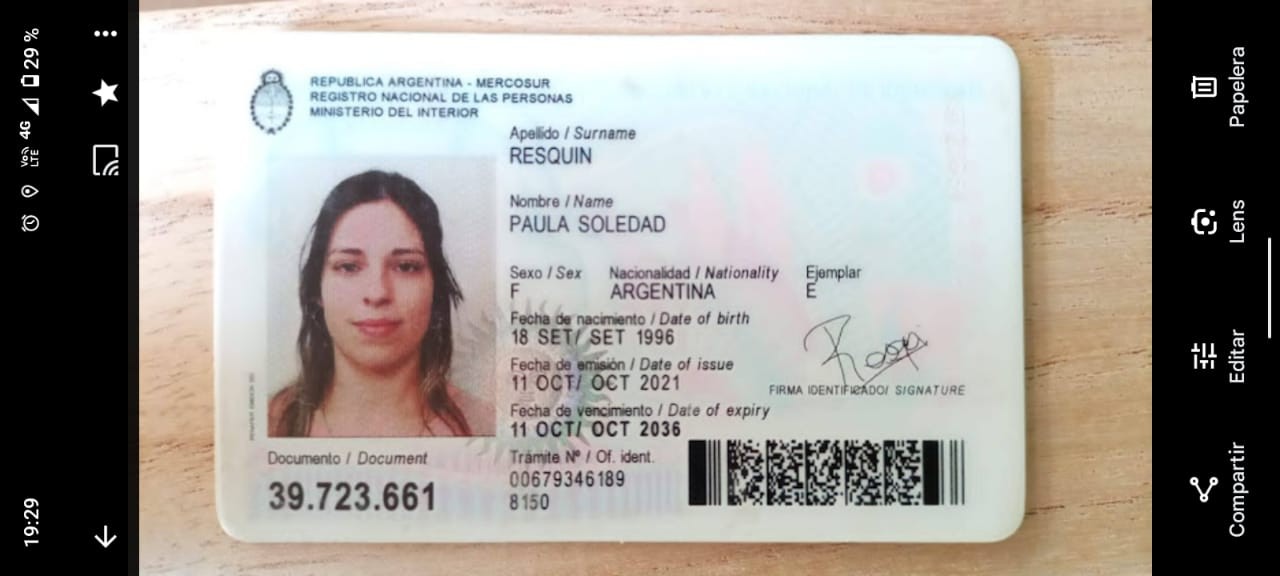 REPUBLICA ARGENTINA - MERCOSUR
REGISTRO NACIONAL DE LAS PERSONAS
MINISTERIO DEL INTERIOR
Apellido / Surname
RESQUIN
Nombre / Name
PAULA SOLEDAD
Sexo / Sex Nacionalidad / Nationality Ejemplar
F ARGENTINA E
Fecha de nacimiento / Date of birth
18 SET/ SET 1996
Fecha de emisión / Date of issue
11 OCT/ OCT 2021
FIRMA IDENTIFICADO/ SIGNATURE
Fecha de vencimiento / Date of expiry
11 OCT/ OCT 2036
Documento / Document
39.723.661
Trámite Nº / Of. ident.
00679346189
8150
19:29
VoLTE 4G 29 %
Papelera
Lens
Editar
Compartir